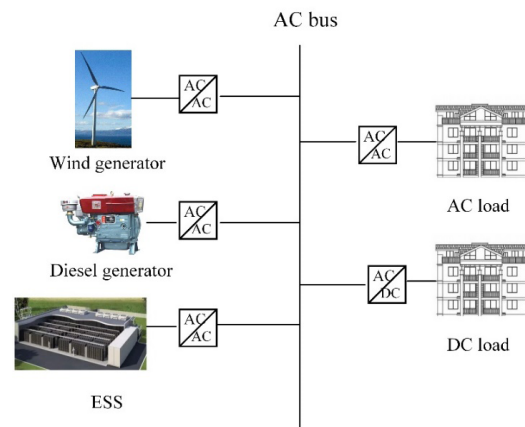 AC bus
AC
AC
Wind generator
AC
AC
AC load
AC
AC
Diesel generator
AC
DC
DC load
AC
AC
ESS